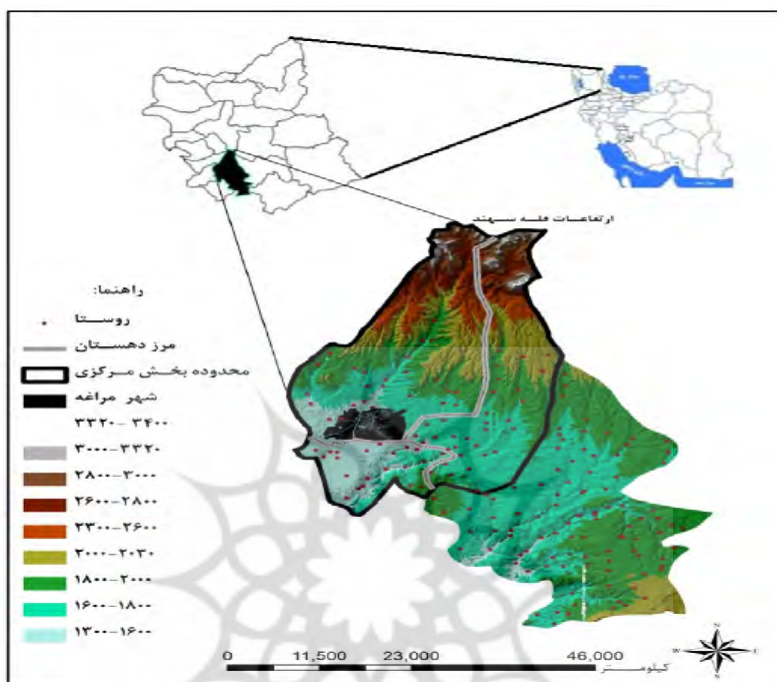 ارتفاعات قله سهند
راهنما:
روستا
مرز دهستان
محدوده بخش مرکزی
شهر مراغه
۳۳۲۰-۳۴۰۰
۳۰۰۰-۳۳۲۰
۲۸۰۰-۳۰۰۰
۲۶۰۰-۲۸۰۰
۲۳۰۰-۲۶۰۰
۲۰۰۰-۲۰۳۰
۱۸۰۰-۲۰۰۰
۱۶۰۰-۱۸۰۰
۱۳۰۰-۱۶۰۰
0 11,500 23,000 46,000
کیلومتر
N
W E
S